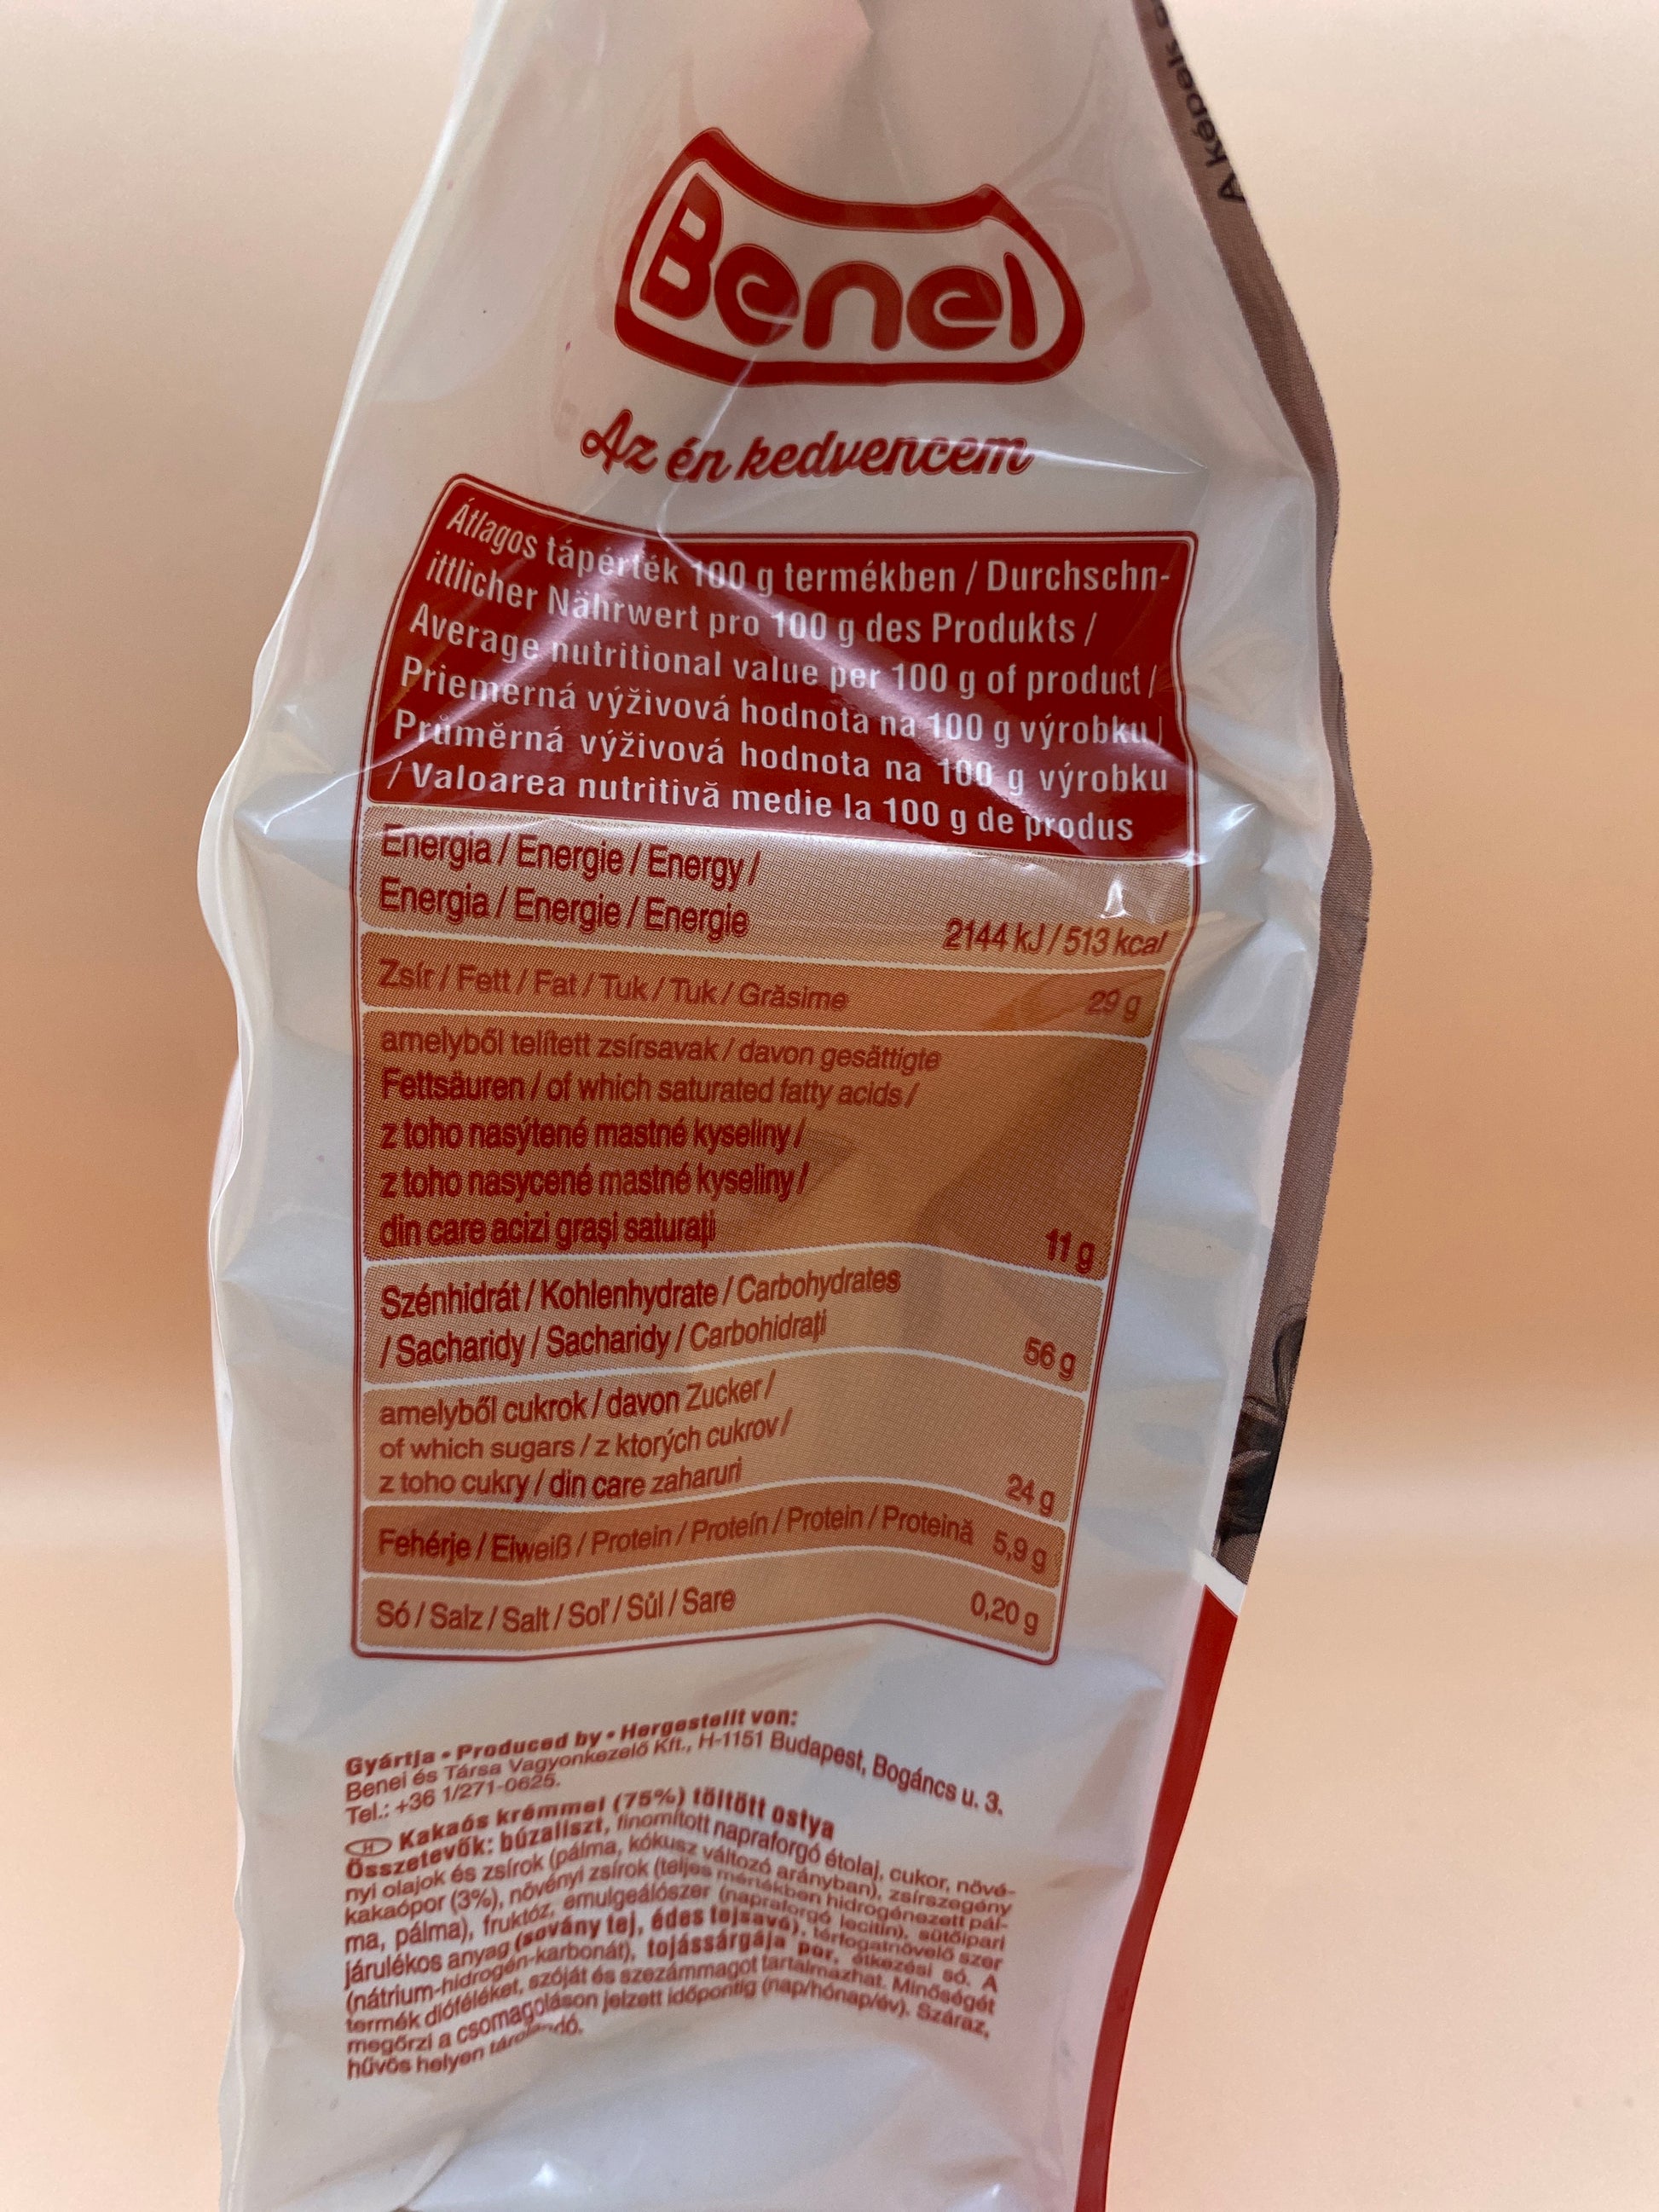 A képek
Benei
Az én kedvencem
Átlagos tápérték 100 g termékben / Durchschn-
ittlicher Nährwert pro 100 g des Produkts /
Average nutritional value per 100 g of product /
Priemerná výživová hodnota na 100 g výrobku /
Průměrná výživová hodnota na 100 g výrobku
/ Valoarea nutritivă medie la 100 g de produs
Energia / Energie / Energy /
Energia / Energie / Energie 2144 kJ / 513 kcal
Zsír / Fett / Fat / Tuk / Tuk / Grăsime 29 g
amelyből telített zsírsavak / davon gesättigte
Fettsäuren / of which saturated fatty acids /
z toho nasýtené mastné kyseliny /
z toho nasycené mastné kyseliny /
din care acizi grași saturați 11 g
Szénhidrát / Kohlenhydrate / Carbohydrates
/ Sacharidy / Sacharidy / Carbohidrați 56 g
amelyből cukrok / davon Zucker /
of which sugars / z ktorých cukrov /
z toho cukry / din care zaharuri 24 g
Fehérje / Eiweiß / Protein / Proteín / Protein / Proteină 5,9 g
Só / Salz / Salt / Soľ / Sůl / Sare 0,20 g
Gyártja • Produced by • Hergestellt von:
Benei és Társa Vagyonkezelő Kft., H-1151 Budapest, Bogáncs u. 3.
Tel.: +36 1/271-0625.
H Kakaós krémmel (75%) töltött ostya
Összetevők: búzaliszt, finomított napraforgó étolaj, cukor, növé-
nyi olajok és zsírok (pálma, kókusz változó arányban), zsírszegény
kakaópor (3%), növényi zsírok (teljes mértékben hidrogénezett pál-
ma, pálma), fruktóz, emulgeálószer (napraforgó lecitin), sütőipari
járulékos anyag (sovány tej, édes tejsavó), térfogatnövelő szer
(nátrium-hidrogén-karbonát), tojássárgája por, étkezési só. A
termék dióféléket, szóját és szezámmagot tartalmazhat. Minőségét
megőrzi a csomagoláson jelzett időpontig (nap/hónap/év). Száraz,
hűvös helyen tárolandó.